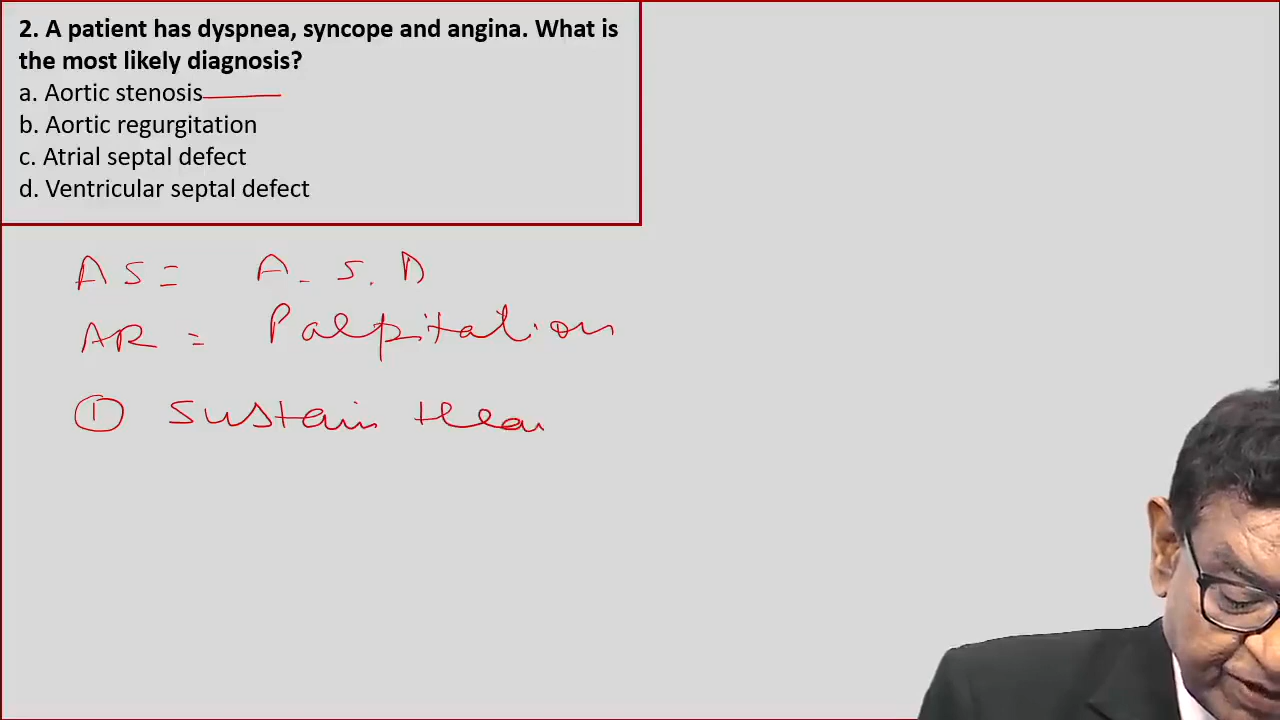 2. A patient has dyspnea, syncope and angina. What is
the most likely diagnosis?
a. Aortic stenosis
b. Aortic regurgitation
c. Atrial septal defect
d. Ventricular septal defect
AS = A. S. D
AR = Palpitation
① Sustain